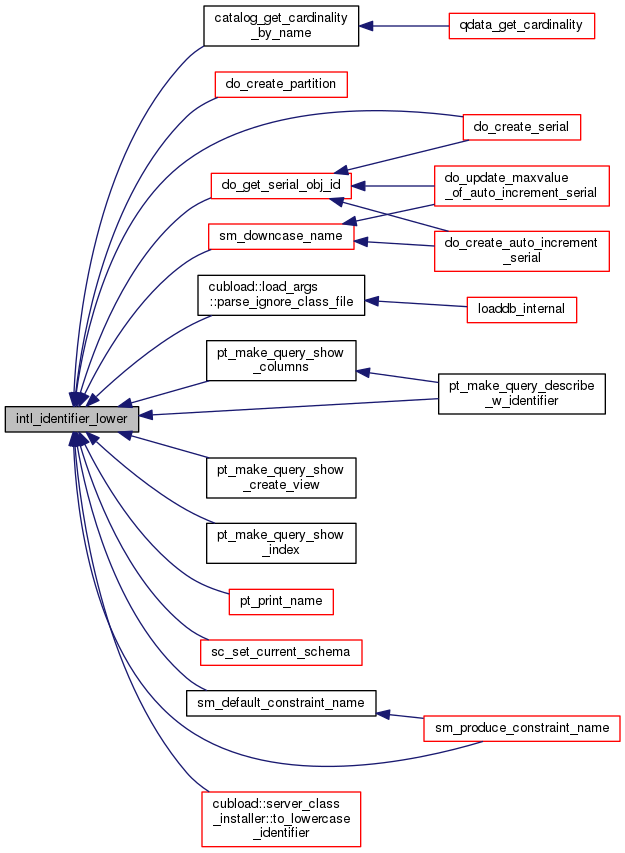 catalog_get_cardinality
_by_name
qdata_get_cardinality
do_create_partition
do_create_serial
do_get_serial_obj_id
do_update_maxvalue
_of_auto_increment_serial
sm_downcase_name
do_create_auto_increment
_serial
cubload::load_args
::parse_ignore_class_file
loaddb_internal
pt_make_query_show
_columns
pt_make_query_describe
_w_identifier
intl_identifier_lower
pt_make_query_show
_create_view
pt_make_query_show
_index
pt_print_name
sc_set_current_schema
sm_default_constraint_name
sm_produce_constraint_name
cubload::server_class
_installer::to_lowercase
_identifier